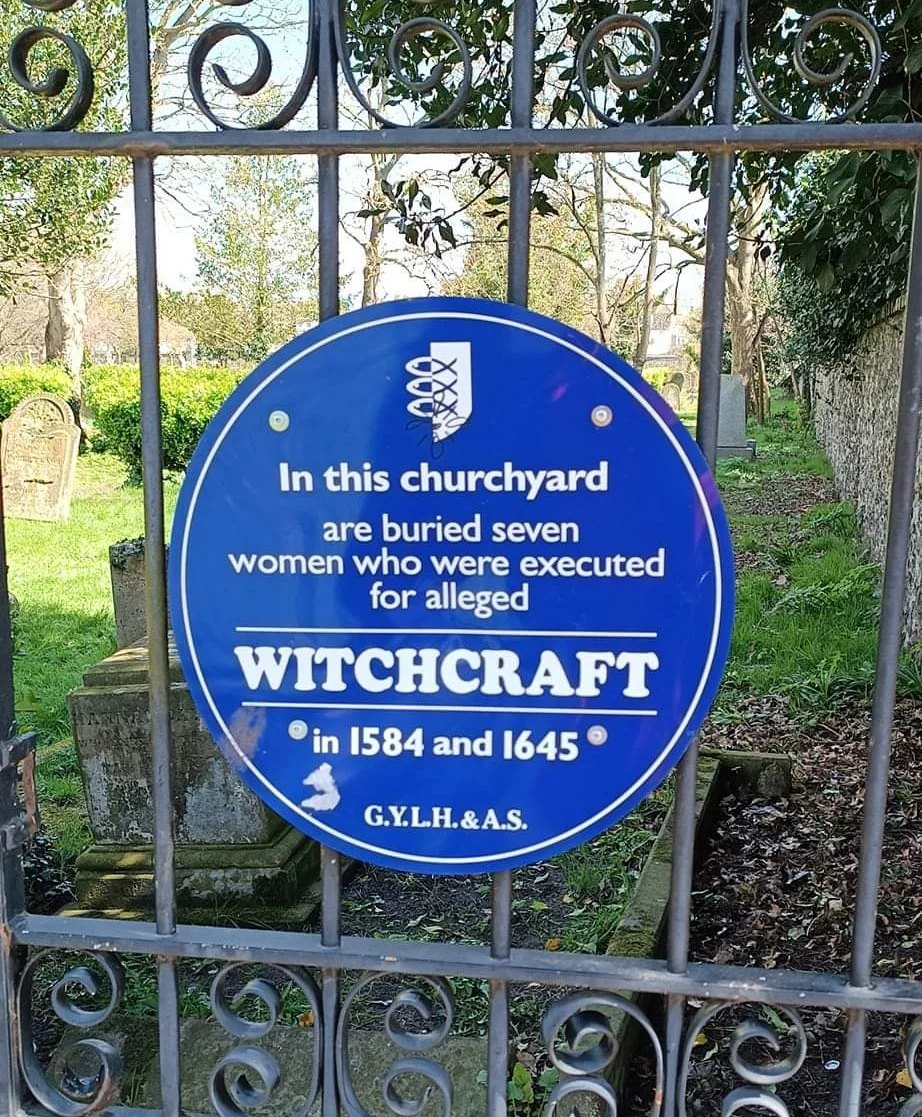 In this churchyard
are buried seven
women who were executed
for alleged
WITCHCRAFT
in 1584 and 1645
G.Y.L.H.&A.S.